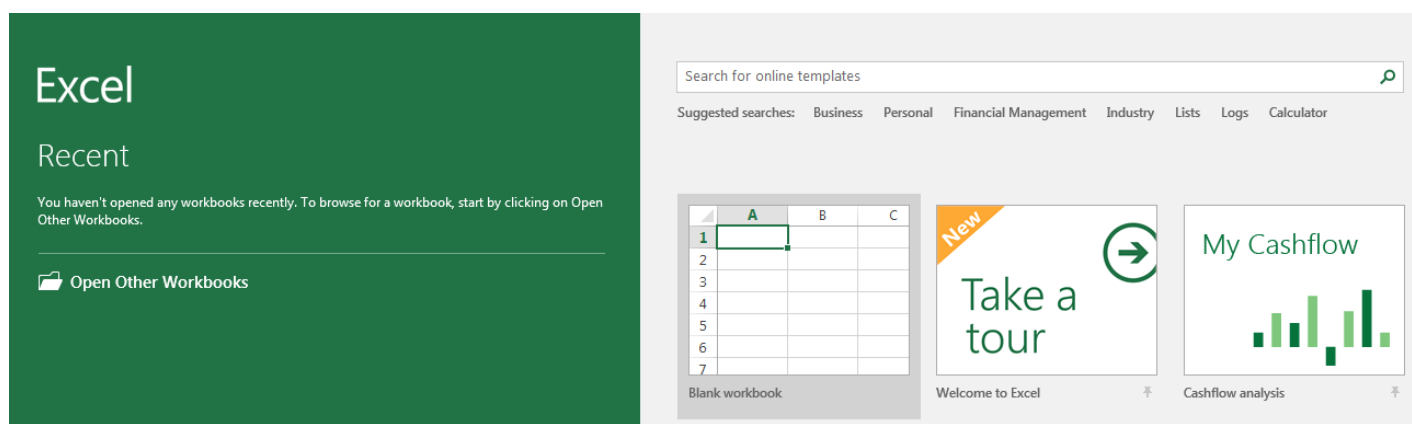 Excel
Recent
You haven't opened any workbooks recently. To browse for a workbook, start by clicking on Open
Other Workbooks.
Open Other Workbooks
Search for online templates
Suggested searches: Business Personal Financial Management Industry Lists Logs Calculator
A B C
1
2
3
4
5
6
7
Blank workbook
New
Take a
tour
Welcome to Excel
My Cashflow
Cashflow analysis